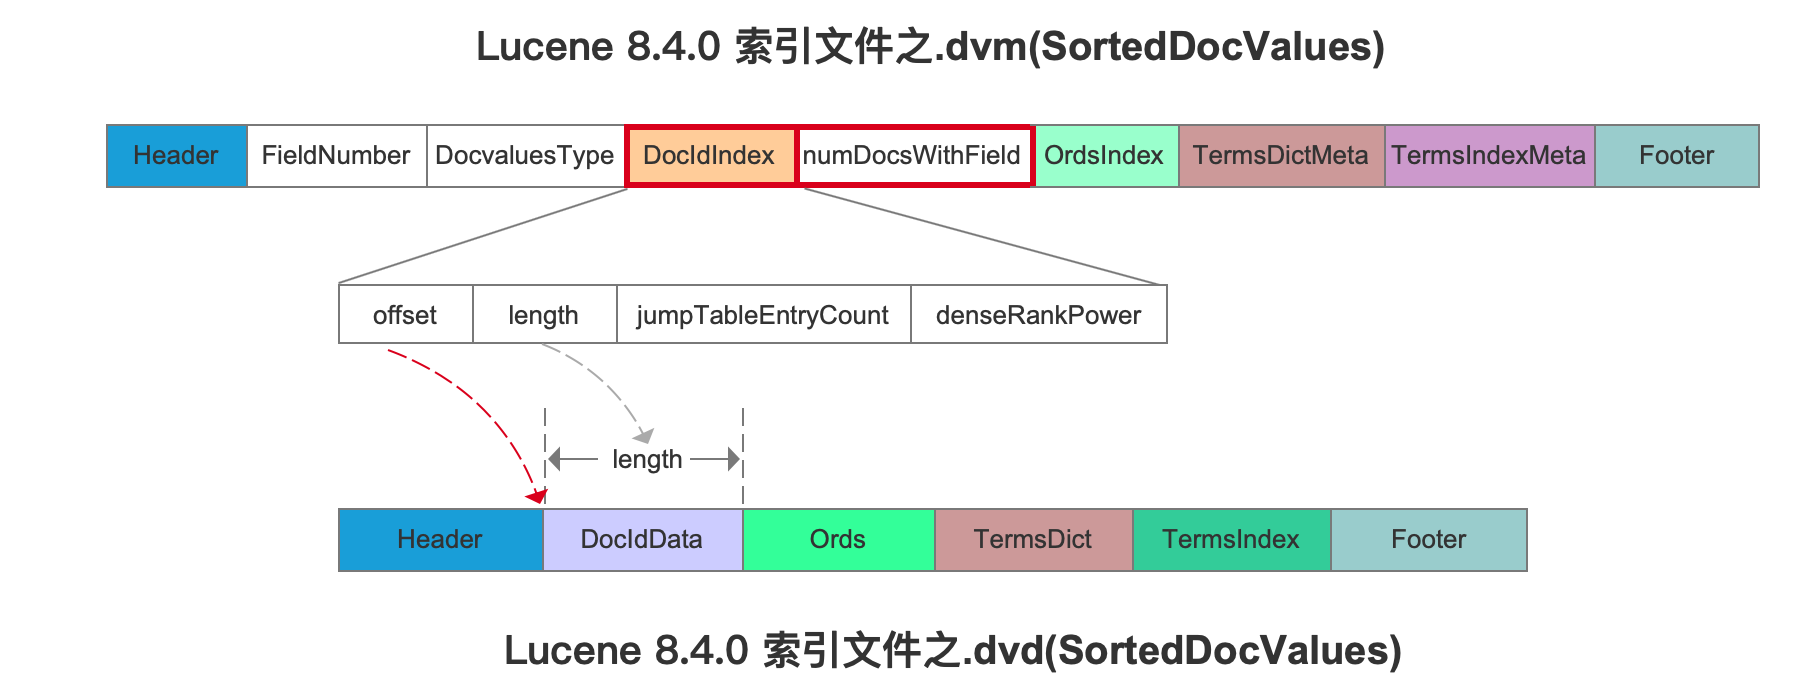 Lucene 8.4.0 索引文件之.dvm(SortedDocValues)
Header FieldNumber DocvaluesType DocIdIndex numDocsWithField OrdsIndex TermsDictMeta TermsIndexMeta Footer
offset length jumpTableEntryCount denseRankPower
length
Header DocIdData Ords TermsDict TermsIndex Footer
Lucene 8.4.0 索引文件之.dvd(SortedDocValues)